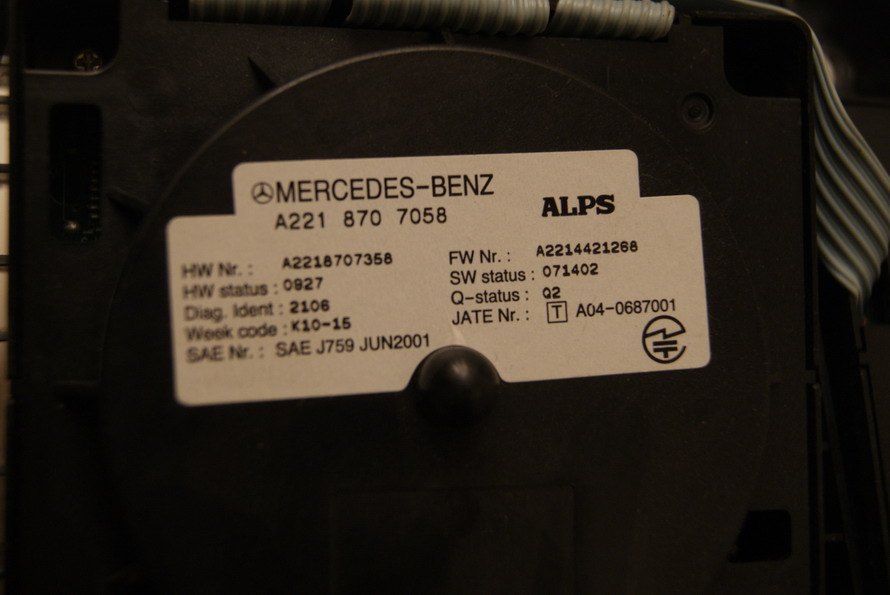 MERCEDES-BENZ
A221 870 7058
ALPS
HW Nr. : A2218707358
HW status : 0927
Diag. Ident : 2106
Week code : K10-15
SAE Nr. : SAE J759 JUN2001
FW Nr. : A2214421268
SW status : 071402
Q-status : Q2
JATE Nr. : T A04-0687001